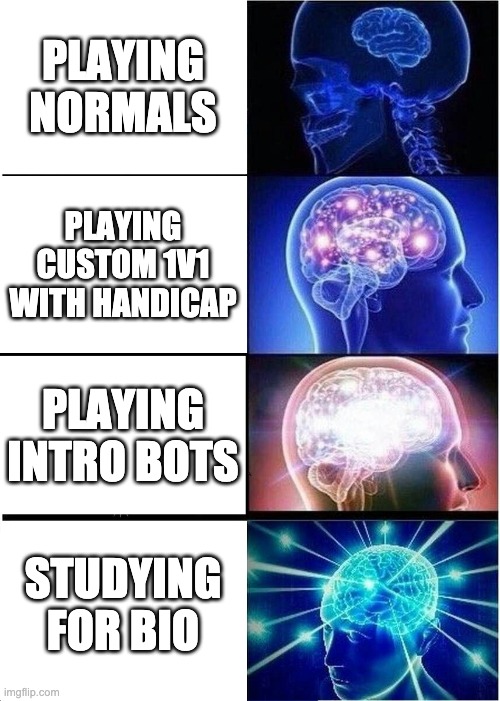 PLAYING
NORMALS
PLAYING
CUSTOM 1V1
WITH HANDICAP
PLAYING
INTRO BOTS
STUDYING
FOR BIO
imgflip.com